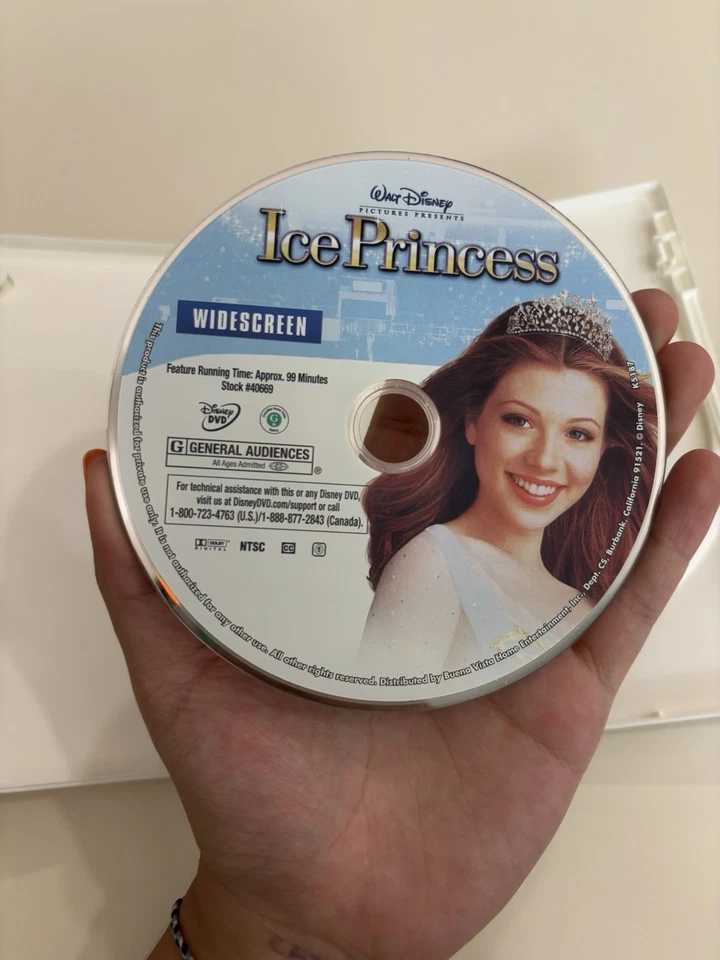 WALT DISNEY
PICTURES PRESENTS
Ice Princess
WIDESCREEN
Feature Running Time: Approx. 99 Minutes
Stock #40669
Disney
DVD
G
G GENERAL AUDIENCES
All Ages Admitted
®
For technical assistance with this or any Disney DVD,
visit us at DisneyDVD.com/support or call
1-800-723-4763 (U.S.)/1-888-877-2843 (Canada).
DOLBY
DIGITAL
NTSC
CC
1
This product is authorized for private use only. It is not authorized for any other use. All other rights reserved. Distributed by Buena Vista Home Entertainment, Inc., Dept. CS, Burbank, California 91521. © Disney K5187